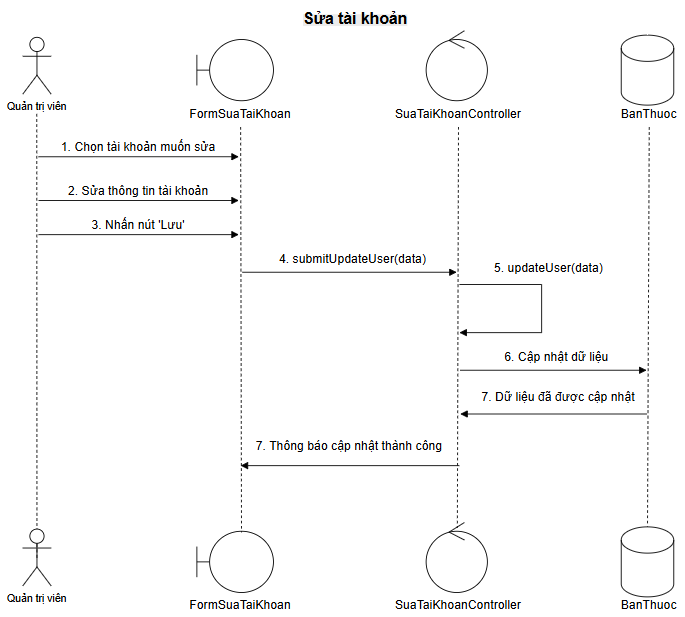 Sửa tài khoản
Quản trị viên
FormSuaTaiKhoan
SuaTaiKhoanController
BanThuoc
1. Chọn tài khoản muốn sửa
2. Sửa thông tin tài khoản
3. Nhấn nút 'Lưu'
4. submitUpdateUser(data)
5. updateUser(data)
6. Cập nhật dữ liệu
7. Dữ liệu đã được cập nhật
7. Thông báo cập nhật thành công
Quản trị viên
FormSuaTaiKhoan
SuaTaiKhoanController
BanThuoc